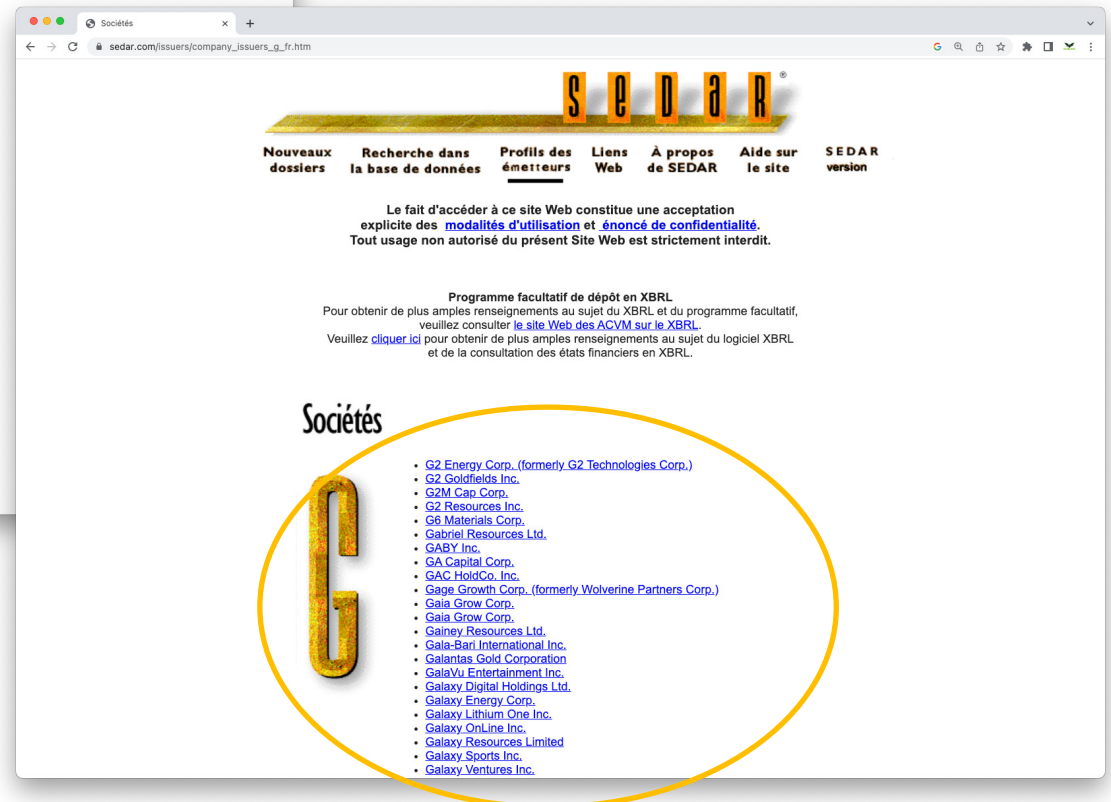 Sociétés
sedar.com/issuers/company_issuers_g_fr.htm
SEDAR®
Nouveaux dossiers
Recherche dans la base de données
Profils des émetteurs
Liens Web
À propos de SEDAR
Aide sur le site
SEDAR version
Le fait d'accéder à ce site Web constitue une acceptation
explicite des modalités d'utilisation et énoncé de confidentialité.
Tout usage non autorisé du présent Site Web est strictement interdit.
Programme facultatif de dépôt en XBRL
Pour obtenir de plus amples renseignements au sujet du XBRL et du programme facultatif,
veuillez consulter le site Web des ACVM sur le XBRL.
Veuillez cliquer ici pour obtenir de plus amples renseignements au sujet du logiciel XBRL
et de la consultation des états financiers en XBRL.
Sociétés
G
G2 Energy Corp. (formerly G2 Technologies Corp.)
G2 Goldfields Inc.
G2M Cap Corp.
G2 Resources Inc.
G6 Materials Corp.
Gabriel Resources Ltd.
GABY Inc.
GA Capital Corp.
GAC HoldCo. Inc.
Gage Growth Corp. (formerly Wolverine Partners Corp.)
Gaia Grow Corp.
Gaia Grow Corp.
Gainey Resources Ltd.
Gala-Bari International Inc.
Galantas Gold Corporation
GalaVu Entertainment Inc.
Galaxy Digital Holdings Ltd.
Galaxy Energy Corp.
Galaxy Lithium One Inc.
Galaxy OnLine Inc.
Galaxy Resources Limited
Galaxy Sports Inc.
Galaxy Ventures Inc.